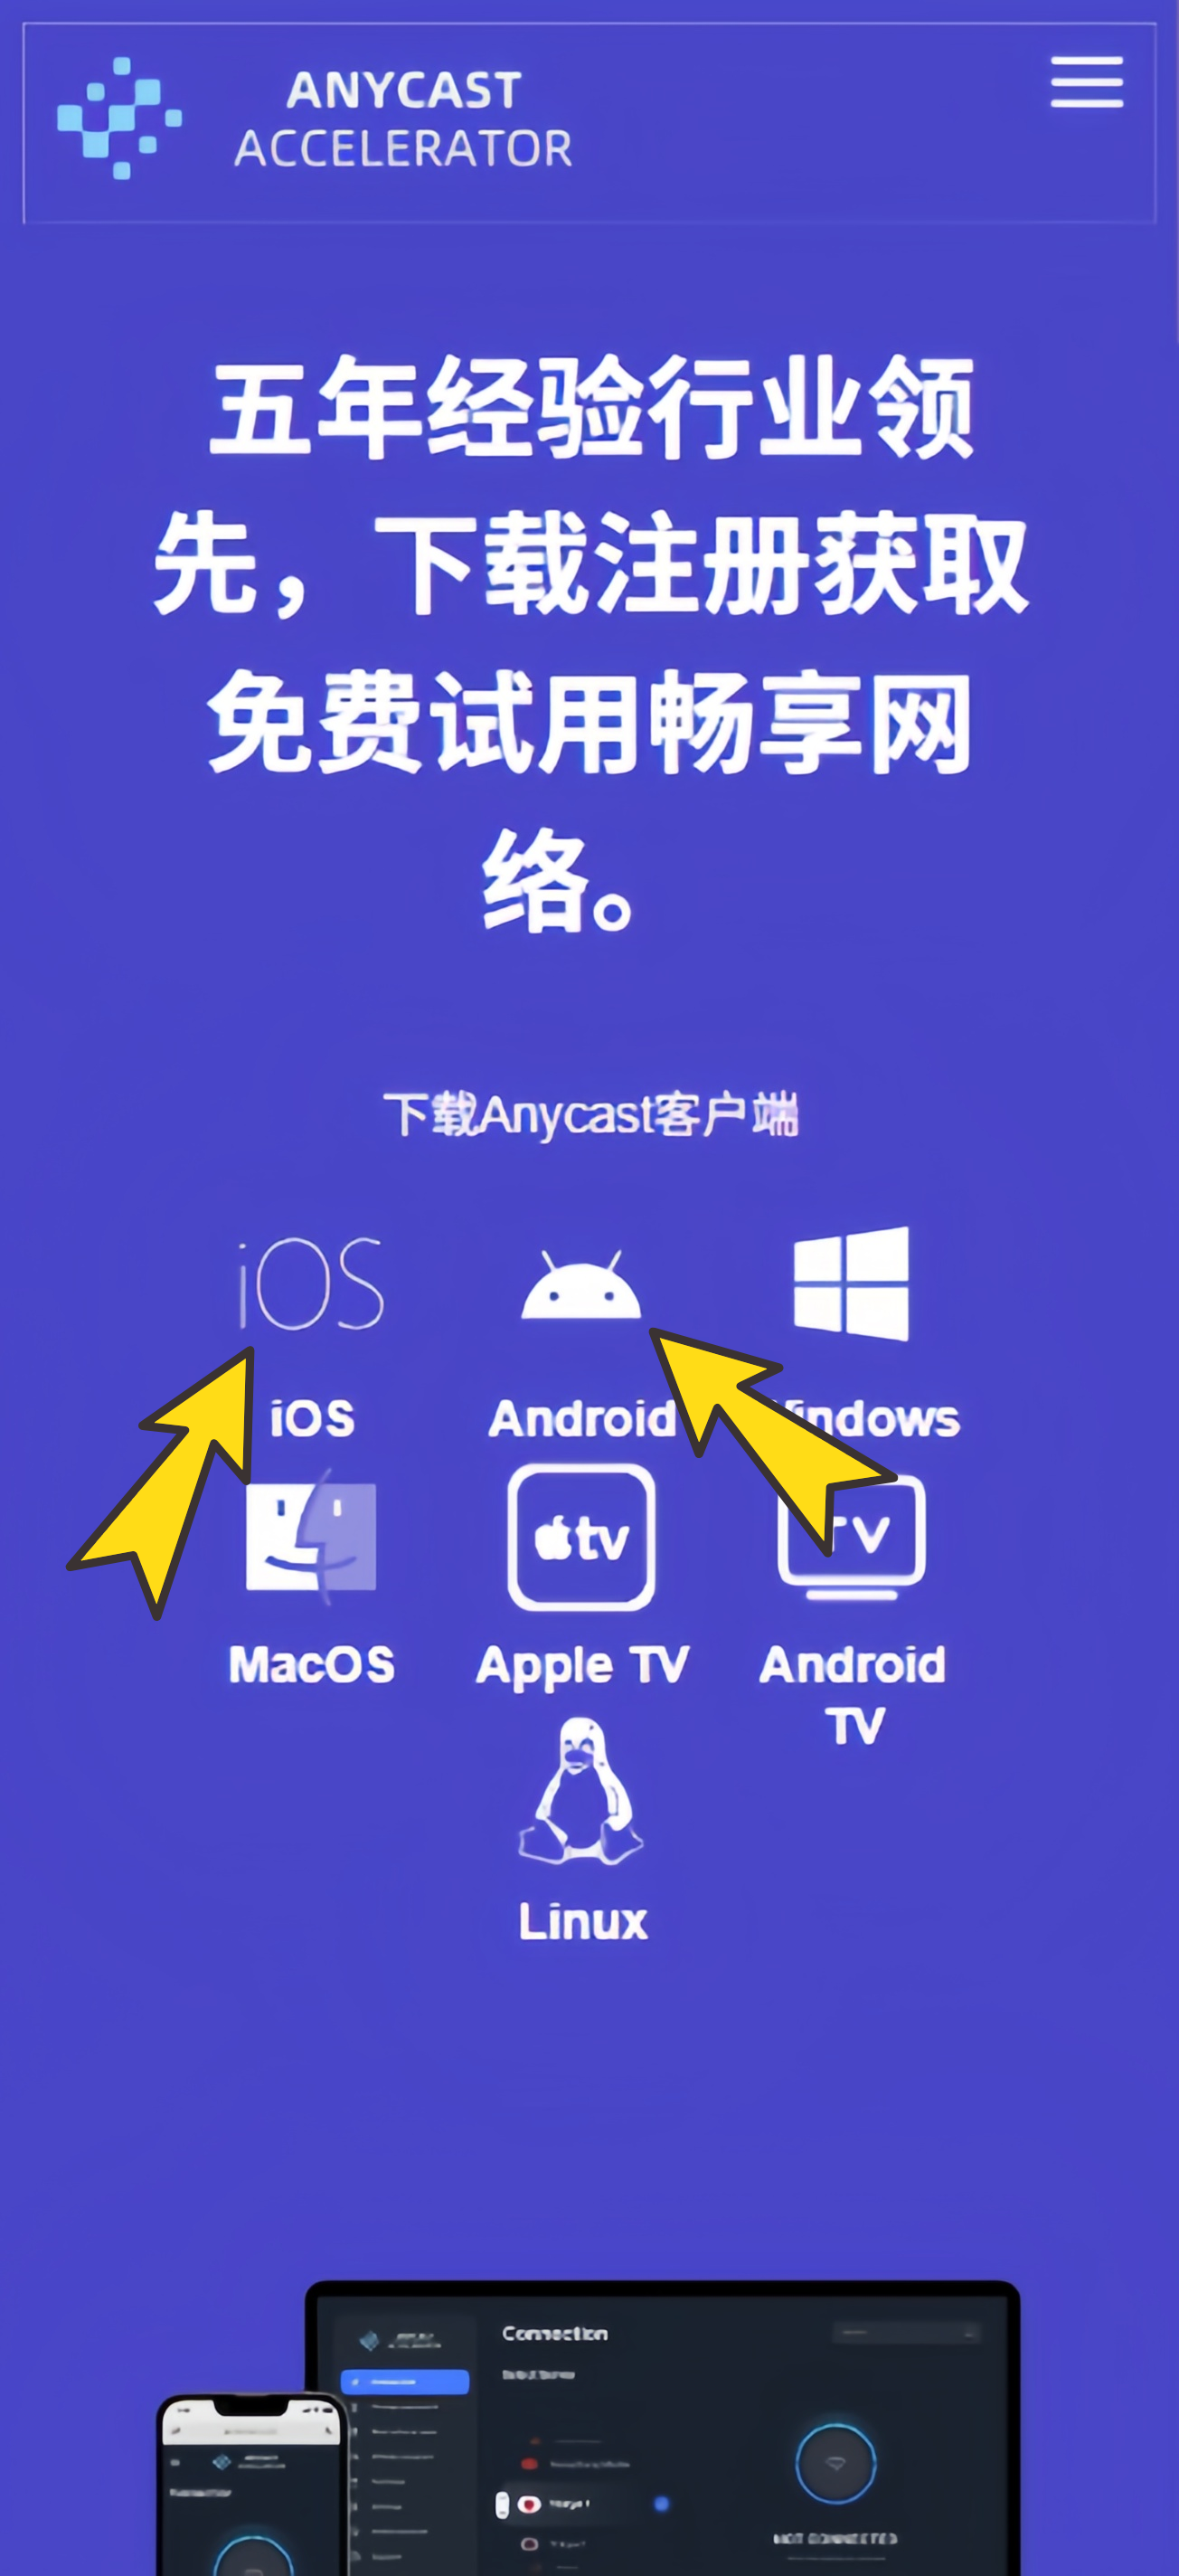 ANYCAST
ACCELERATOR
五年经验行业领
先，下载注册获取
免费试用畅享网
络。
下载Anycast客户端
iOS
iOS
Android
indows
tv
TV
MacOS
Apple TV
Android
TV
Linux
Connection
NOT CONNECTED